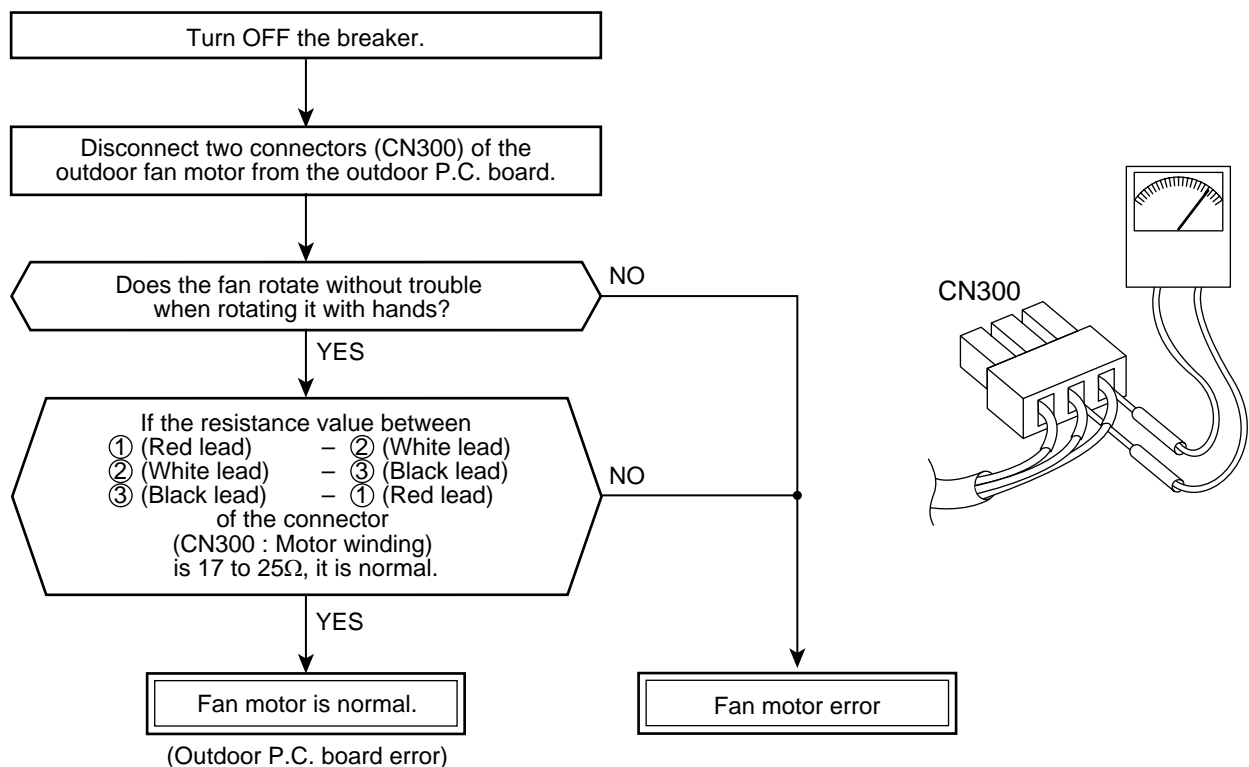 Turn OFF the breaker.
Disconnect two connectors (CN300) of the
outdoor fan motor from the outdoor P.C. board.
Does the fan rotate without trouble
when rotating it with hands?
NO
YES
If the resistance value between
① (Red lead) – ② (White lead)
② (White lead) – ③ (Black lead)
③ (Black lead) – ① (Red lead)
of the connector
(CN300 : Motor winding)
is 17 to 25Ω, it is normal.
NO
YES
Fan motor is normal.
(Outdoor P.C. board error)
Fan motor error
CN300